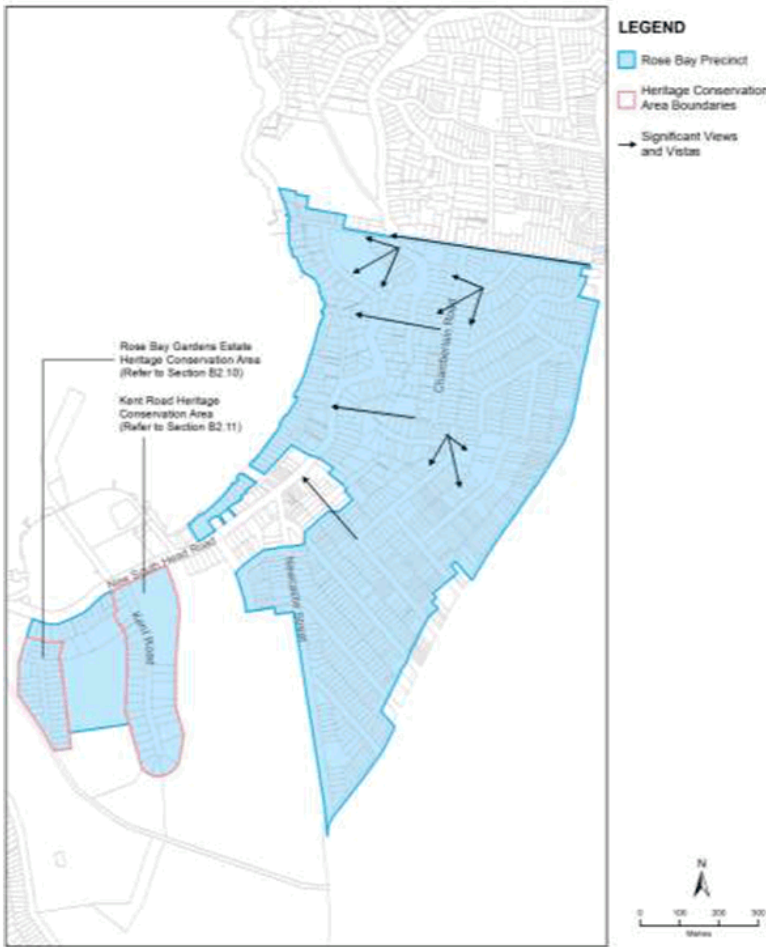 LEGEND
Rose Bay Precinct
Heritage Conservation
Area Boundaries
Significant Views
and Vistas
Chamberlain Road
Rose Bay Gardens Estate
Heritage Conservation Area
(Refer to Section B2.10)
Kent Road Heritage
Conservation Area
(Refer to Section B2.11)
New South Head Road
Newcastle Street
Kent Road
N
0 100 200 300
Metres